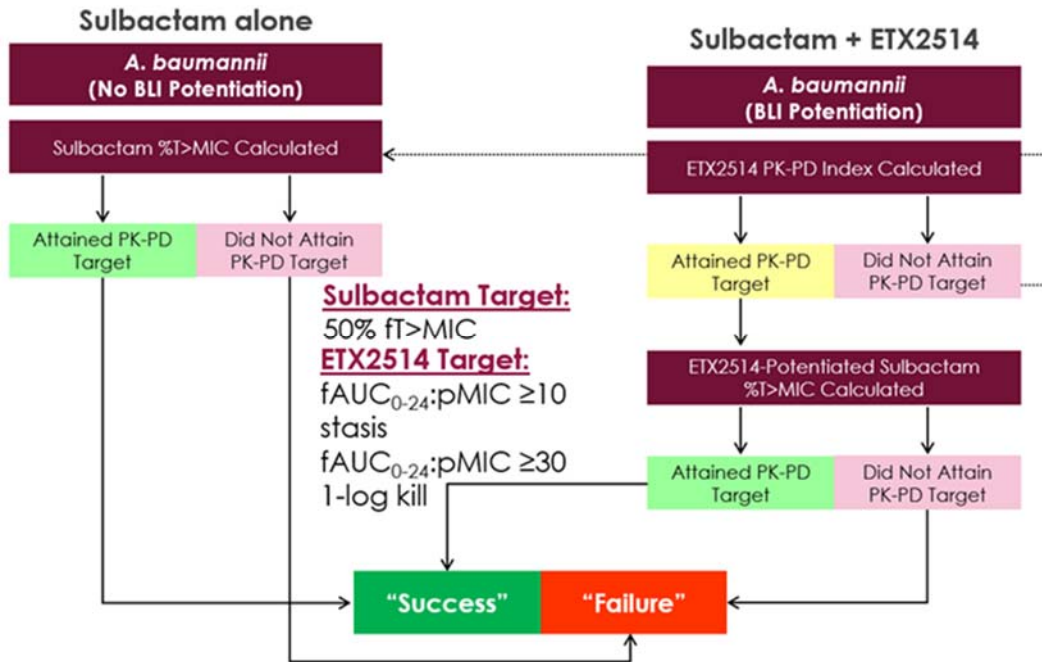 Sulbactam alone
A. baumannii
(No BLI Potentiation)
Sulbactam %T>MIC Calculated
Attained PK-PD
Target
Did Not Attain
PK-PD Target
Sulbactam + ETX2514
A. baumannii
(BLI Potentiation)
ETX2514 PK-PD Index Calculated
Attained PK-PD
Target
Did Not Attain
PK-PD Target
ETX2514-Potentiated Sulbactam
%T>MIC Calculated
Attained PK-PD
Target
Did Not Attain
PK-PD Target
Sulbactam Target:
50% fT>MIC
ETX2514 Target:
fAUC0-24:pMIC ≥10
stasis
fAUC0-24:pMIC ≥30
1-log kill
“Success”
“Failure”